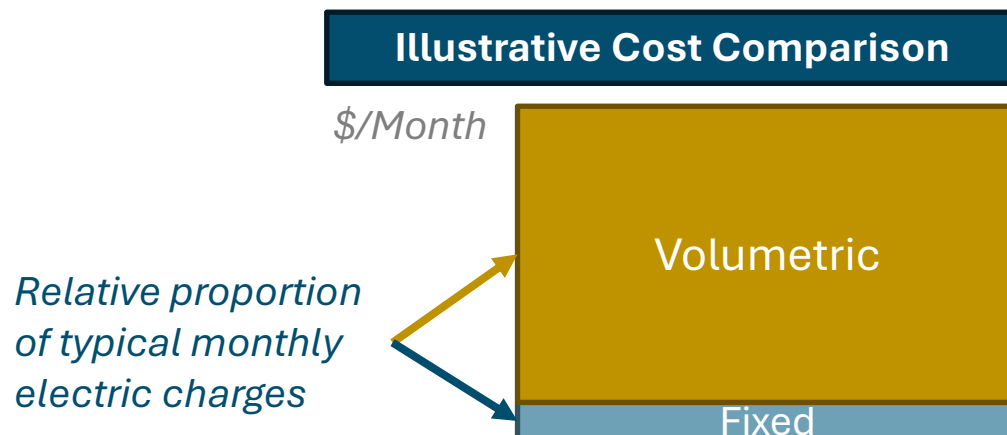 Illustrative Cost Comparison
$/Month
Volumetric
Relative proportion
of typical monthly
electric charges
Fixed